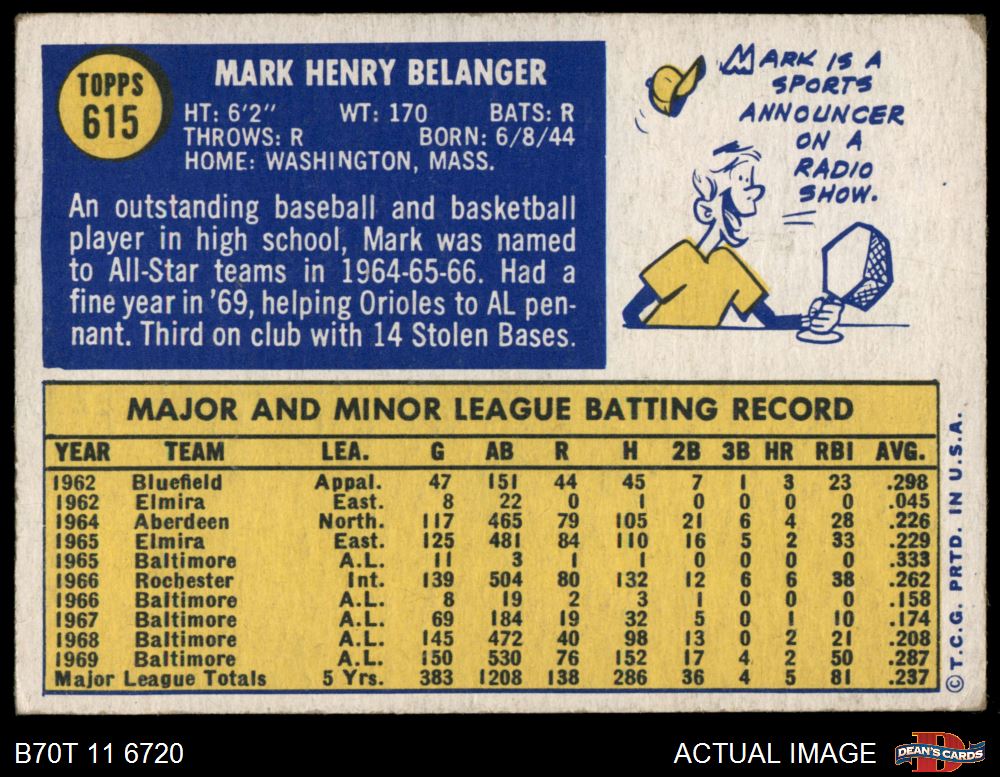 TOPPS
615
MARK HENRY BELANGER
HT: 6'2" WT: 170 BATS: R
THROWS: R BORN: 6/8/44
HOME: WASHINGTON, MASS.
An outstanding baseball and basketball
player in high school, Mark was named
to All-Star teams in 1964-65-66. Had a
fine year in '69, helping Orioles to AL pen-
nant. Third on club with 14 Stolen Bases.
MARK IS A
SPORTS
ANNOUNCER
ON A
RADIO
SHOW.
MAJOR AND MINOR LEAGUE BATTING RECORD
YEAR TEAM LEA. G AB R H 2B 3B HR RBI AVG.
1962 Bluefield Appal. 47 151 44 45 7 1 3 23 .298
1962 Elmira East. 8 22 0 1 0 0 0 0 .045
1964 Aberdeen North. 117 465 79 105 21 6 4 28 .226
1965 Elmira East. 125 481 84 110 16 5 2 33 .229
1965 Baltimore A.L. 11 3 1 1 0 0 0 0 .333
1966 Rochester Int. 139 504 80 132 12 6 6 38 .262
1966 Baltimore A.L. 8 19 2 3 1 0 0 0 .158
1967 Baltimore A.L. 69 184 19 32 5 0 1 10 .174
1968 Baltimore A.L. 145 472 40 98 13 0 2 21 .208
1969 Baltimore A.L. 150 530 76 152 17 4 2 50 .287
Major League Totals 5 Yrs. 383 1208 138 286 36 4 5 81 .237
© T.C.G. PRTD. IN U.S.A.
B70T 11 6720
ACTUAL IMAGE
DEAN'S CARDS